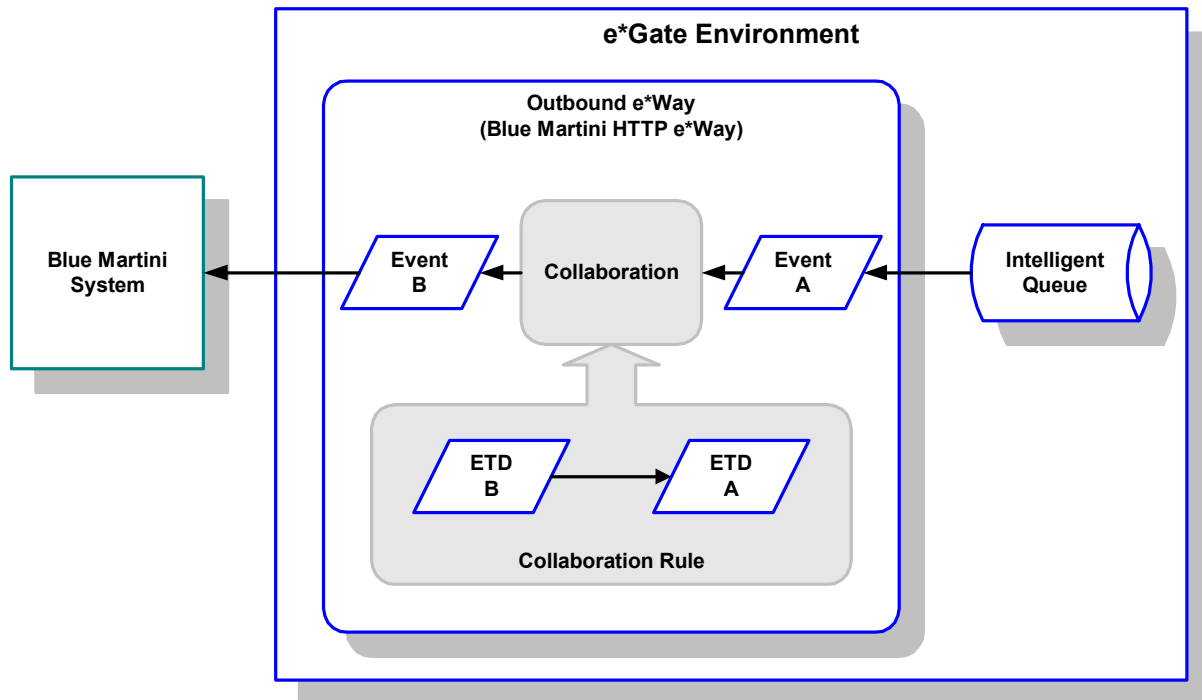 e*Gate Environment
Outbound e*Way
(Blue Martini HTTP e*Way)
Blue Martini
System
Event
B
Collaboration
Event
A
Intelligent
Queue
ETD
B
ETD
A
Collaboration Rule